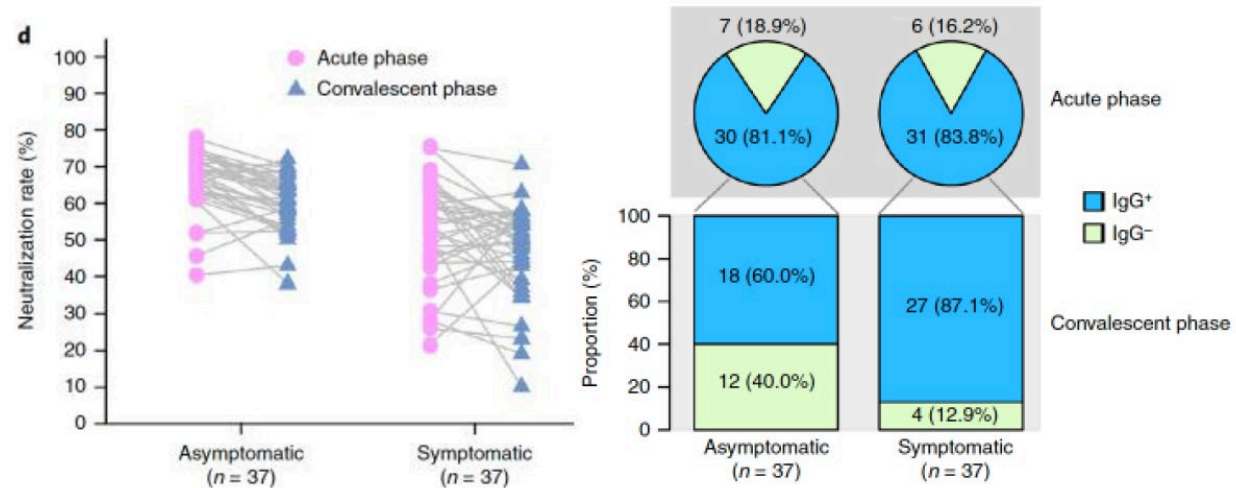 d
100
90
80
70
60
50
40
30
20
10
0
Neutralization rate (%)
Acute phase
Convalescent phase
Asymptomatic
(n = 37)
Symptomatic
(n = 37)
7 (18.9%)
6 (16.2%)
30 (81.1%)
31 (83.8%)
Acute phase
IgG⁺
IgG⁻
100
80
60
40
20
0
Proportion (%)
18 (60.0%)
27 (87.1%)
12 (40.0%)
4 (12.9%)
Convalescent phase
Asymptomatic
(n = 37)
Symptomatic
(n = 37)